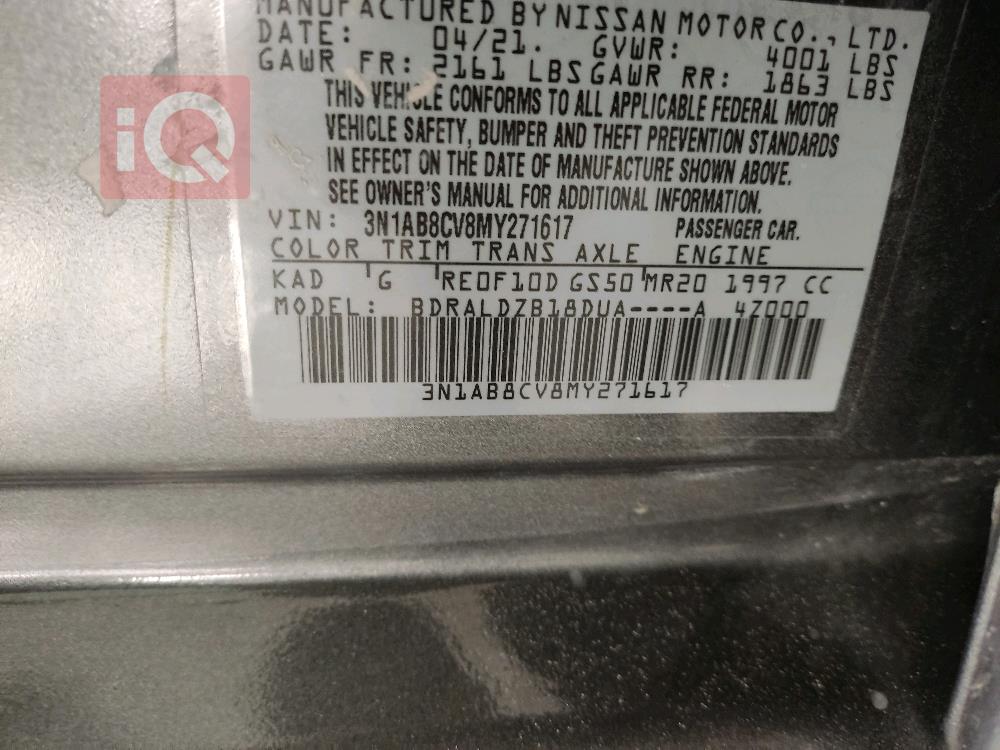 MANUFACTURED BY NISSAN MOTOR CO., LTD.
DATE: 04/21. GVWR: 4001 LBS
GAWR FR: 2161 LBS GAWR RR: 1863 LBS
THIS VEHICLE CONFORMS TO ALL APPLICABLE FEDERAL MOTOR
VEHICLE SAFETY, BUMPER AND THEFT PREVENTION STANDARDS
IN EFFECT ON THE DATE OF MANUFACTURE SHOWN ABOVE.
SEE OWNER'S MANUAL FOR ADDITIONAL INFORMATION.
VIN: 3N1AB8CV8MY271617 PASSENGER CAR.
COLOR TRIM TRANS AXLE ENGINE
KAD G RE0F10D GS50 MR20 1997 CC
MODEL: BDRALDZB18DUA----A 4Z000
3N1AB8CV8MY271617
iQ